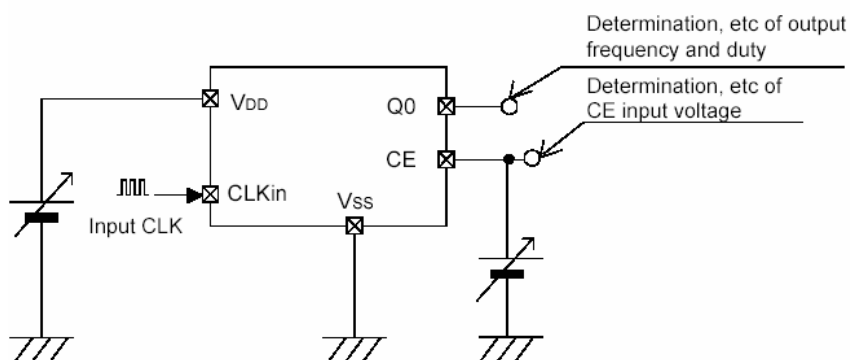 Determination, etc of output
frequency and duty
Determination, etc of
CE input voltage
VDD
Q0
CE
CLKin
Input CLK
Vss